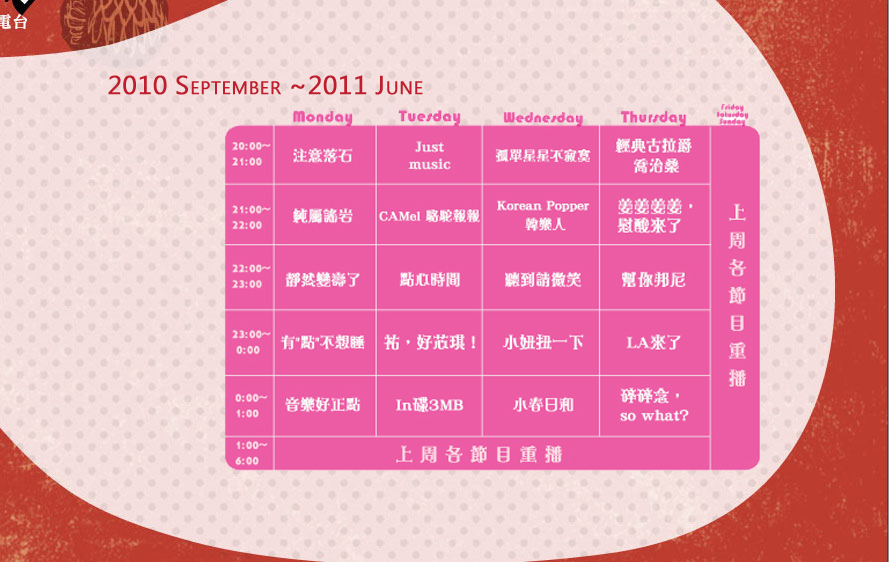 電台
2010 September ~2011 June
Monday Tuesday Wednesday Thursday Friday
Saturday
Sunday
20:00~
21:00
注意落石
Just
music
孤單星星不寂寞
經典古拉爵
喬治桑
21:00~
22:00
純屬謠岩
CAMel 駱駝報報
Korean Popper
韓樂人
姜姜姜姜，
尉酸來了
22:00~
23:00
靜然變壽了
點心時間
聽到請微笑
幫你邦尼
23:00~
0:00
有"點"不想睡
祐，好菈琪！
小妞扭一下
LA來了
0:00~
1:00
音樂好正點
In碟3MB
小春日和
碎碎念，
so what?
1:00~
6:00
上周各節目重播
上周各節目重播